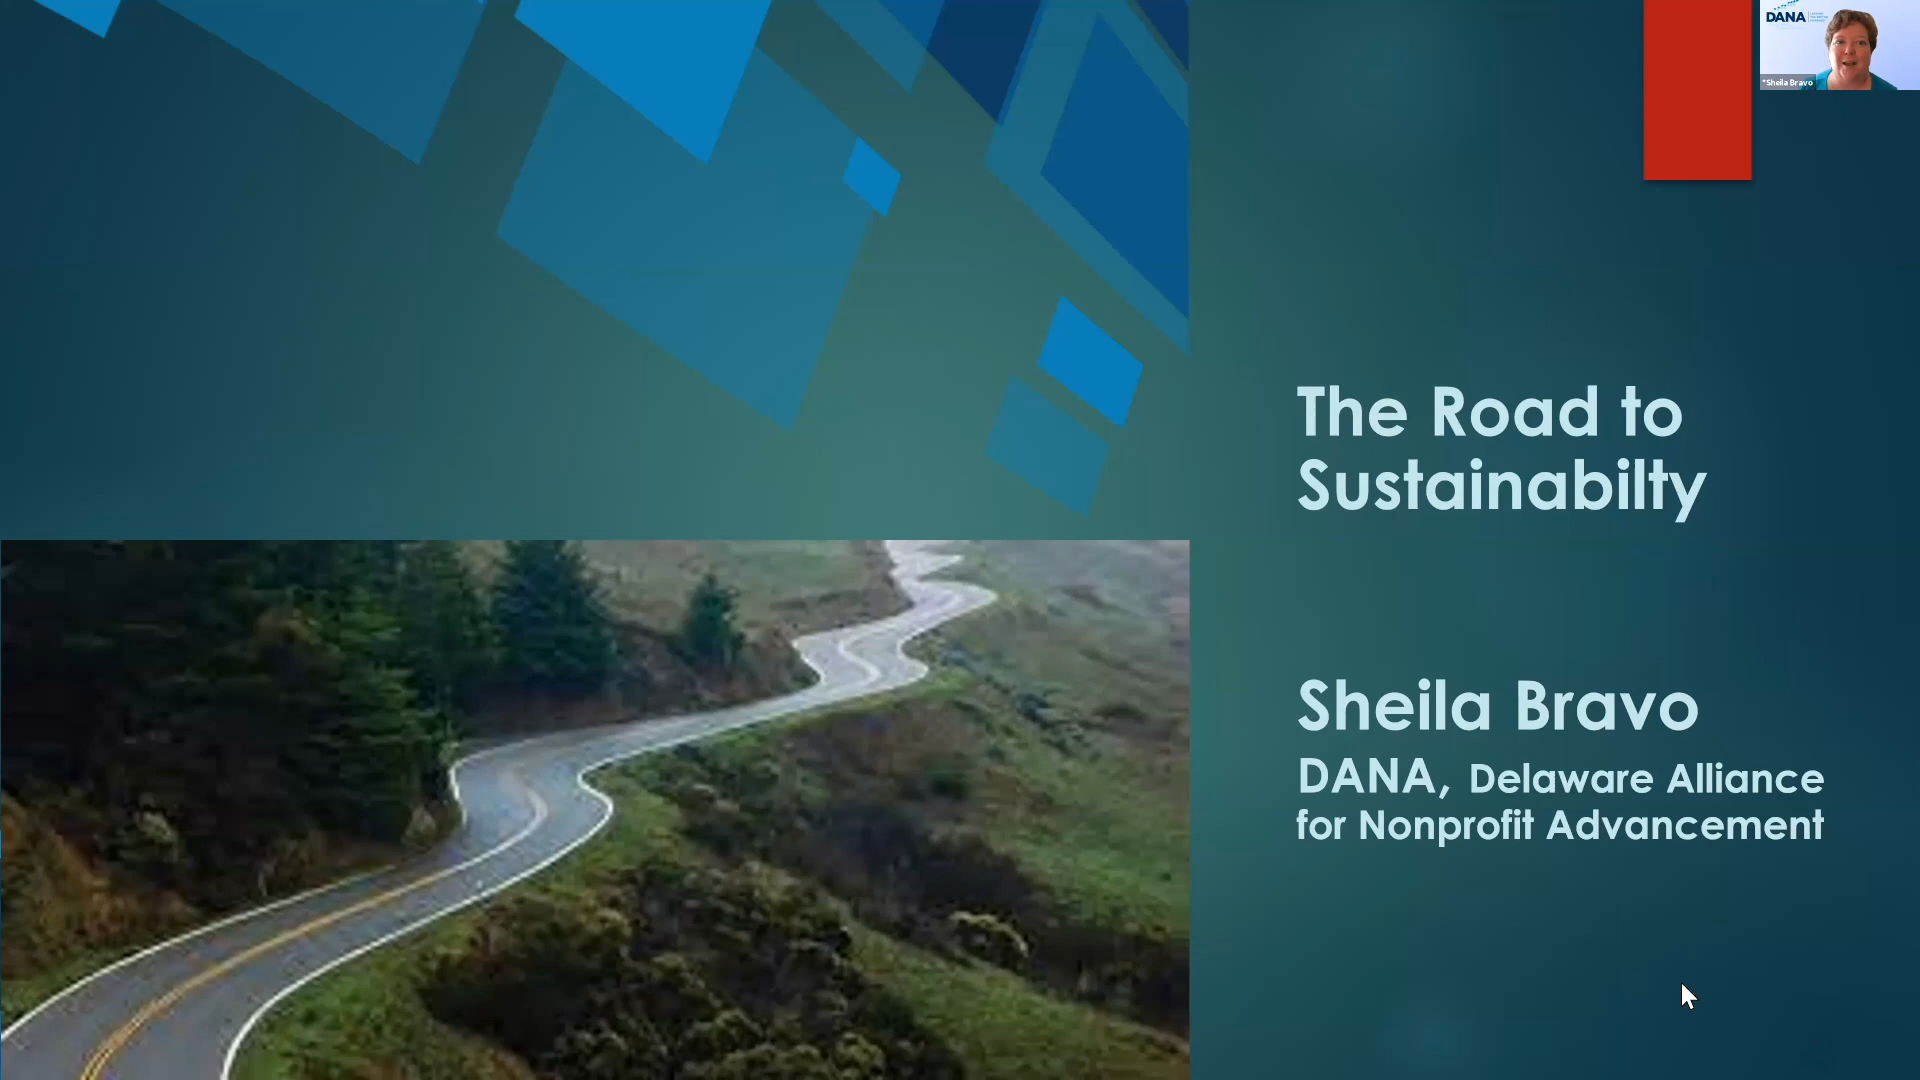 DANA
*Sheila Bravo
The Road to
Sustainabilty
Sheila Bravo
DANA, Delaware Alliance
for Nonprofit Advancement